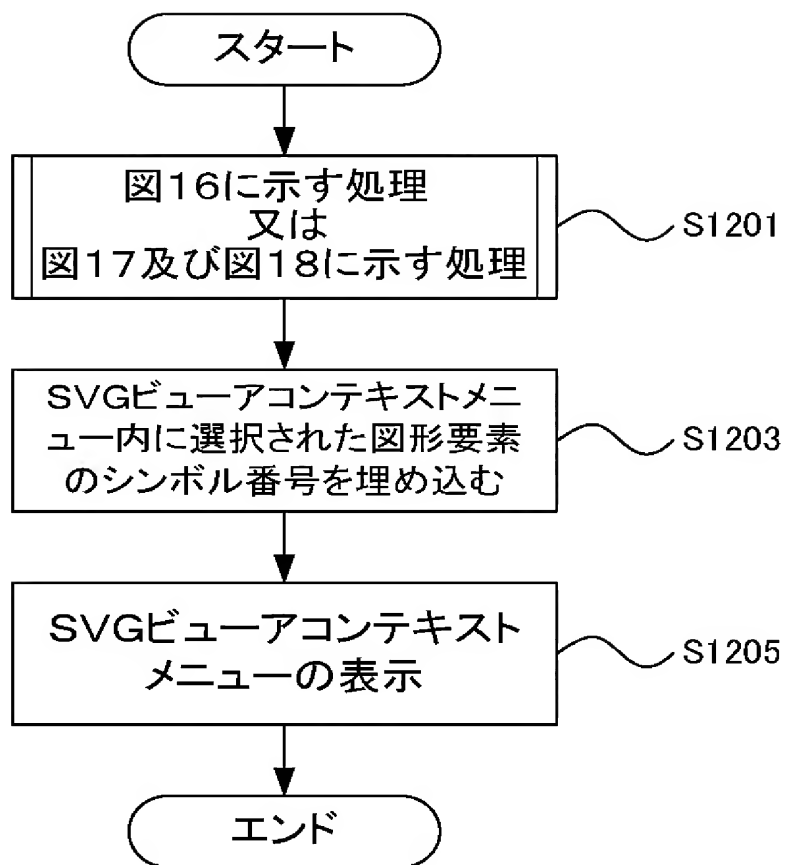 スタート
図16に示す処理
又は
図17及び図18に示す処理
S1201
SVGビューアコンテキストメニ
ュー内に選択された図形要素
のシンボル番号を埋め込む
S1203
SVGビューアコンテキスト
メニューの表示
S1205
エンド